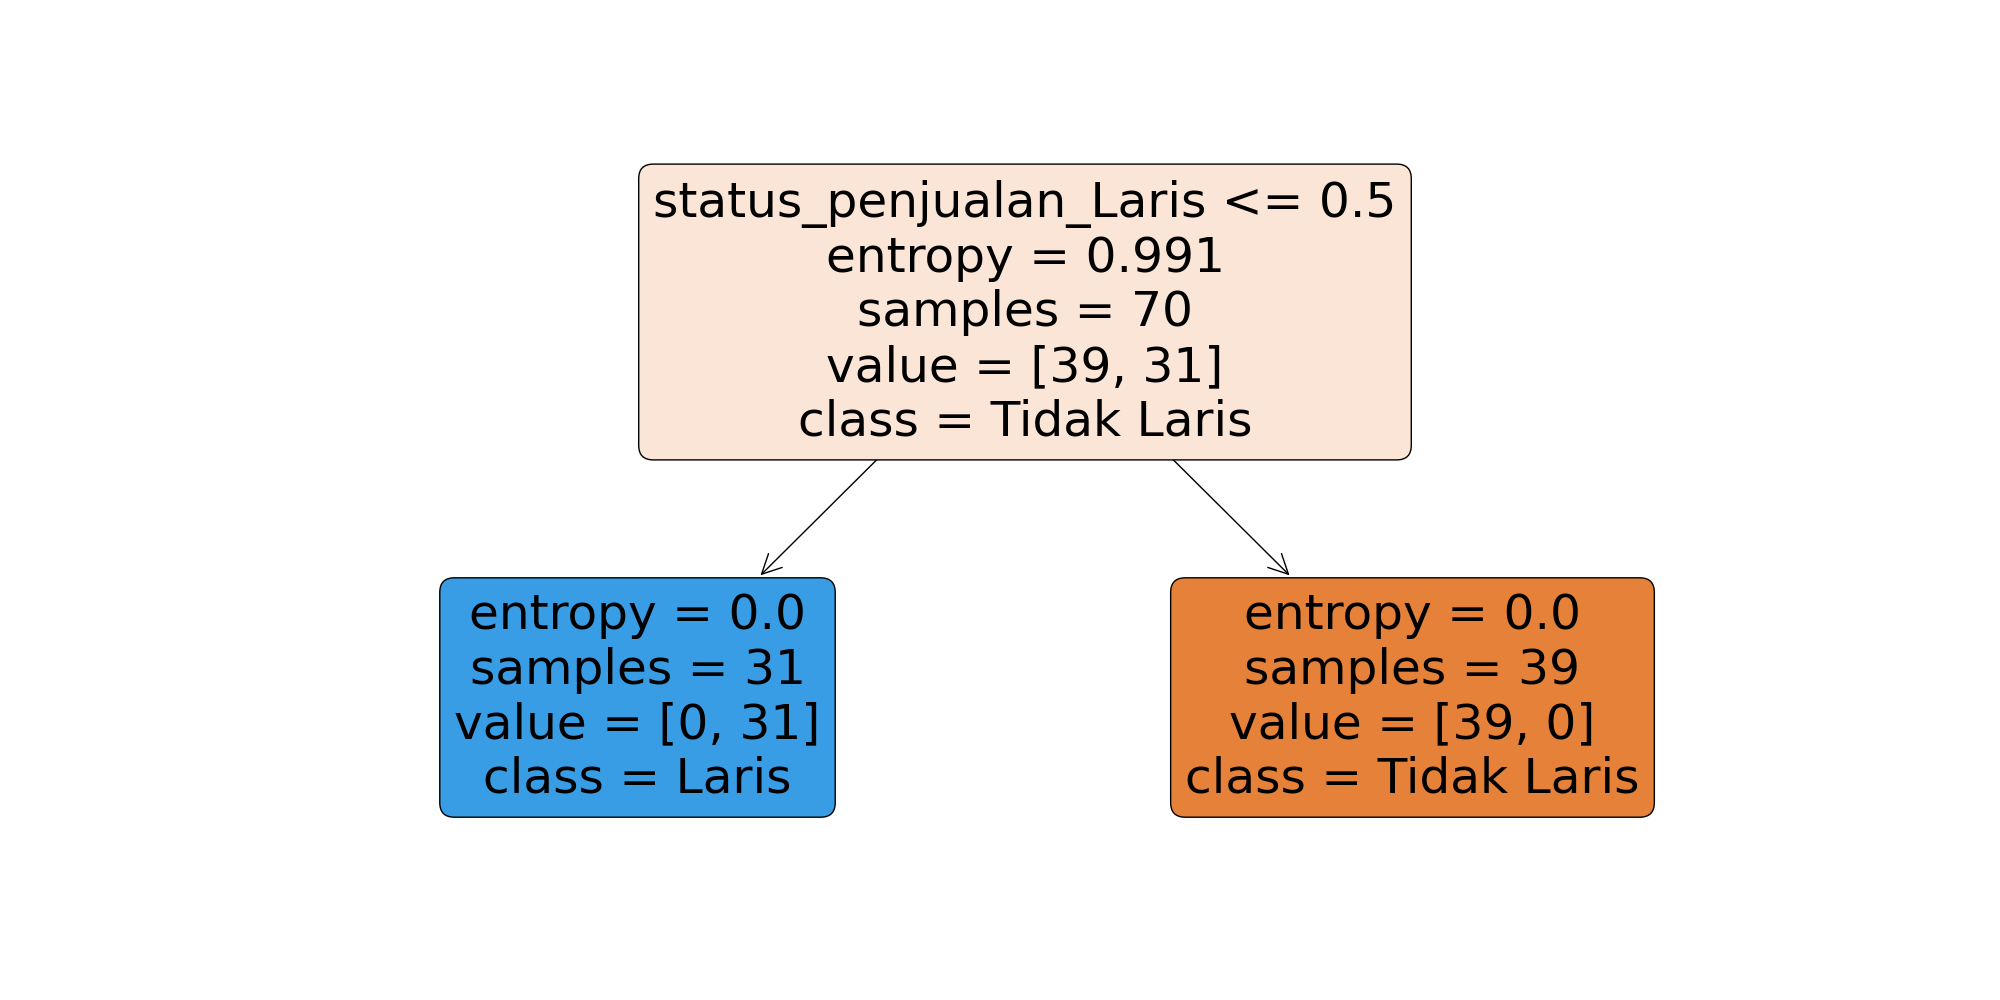 status_penjualan_Laris <= 0.5
entropy = 0.991
samples = 70
value = [39, 31]
class = Tidak Laris
entropy = 0.0
samples = 31
value = [0, 31]
class = Laris
entropy = 0.0
samples = 39
value = [39, 0]
class = Tidak Laris